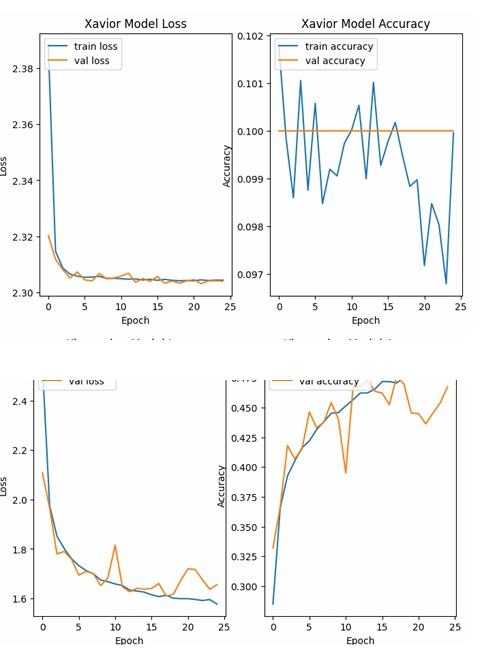 Xavior Model Loss
train loss
val loss
2.38
2.36
2.34
2.32
2.30
Loss
0 5 10 15 20 25
Epoch
Xavior Model Accuracy
train accuracy
val accuracy
0.102
0.101
0.100
0.099
0.098
0.097
Accuracy
0 5 10 15 20 25
Epoch
val loss
2.4
2.2
2.0
1.8
1.6
Loss
0 5 10 15 20 25
Epoch
val accuracy
0.475
0.450
0.425
0.400
0.375
0.350
0.325
0.300
Accuracy
0 5 10 15 20 25
Epoch